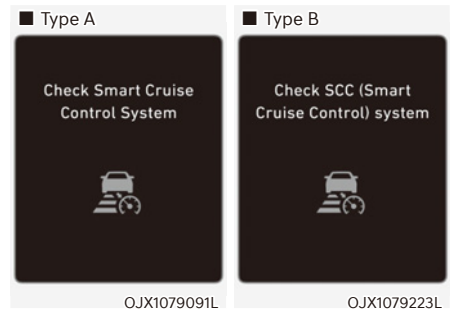 ■ Type A
Check Smart Cruise
Control System
OJX1079091L
■ Type B
Check SCC (Smart
Cruise Control) system
OJX1079223L